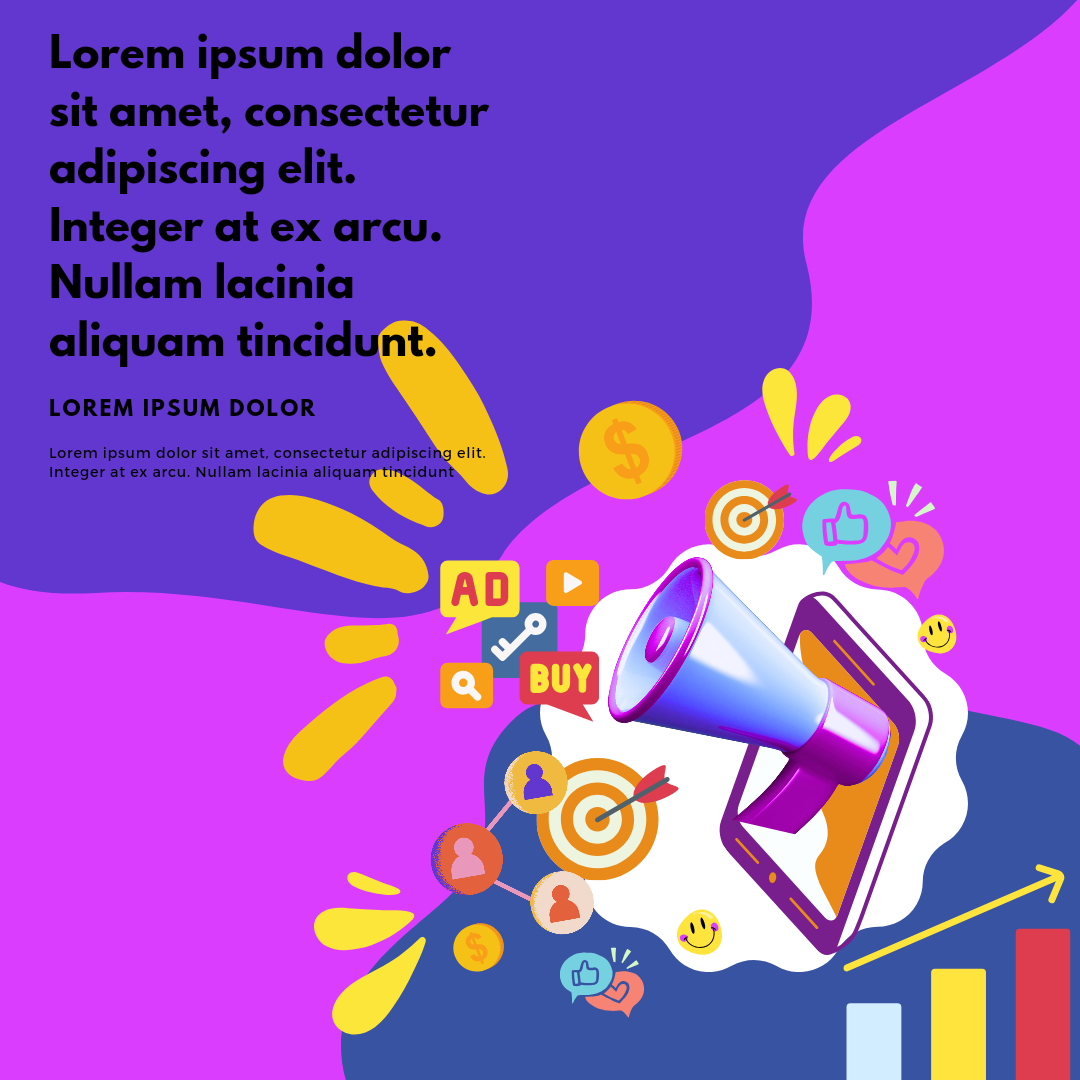 Lorem ipsum dolor
sit amet, consectetur
adipiscing elit.
Integer at ex arcu.
Nullam lacinia
aliquam tincidunt.
LOREM IPSUM DOLOR
Lorem ipsum dolor sit amet, consectetur adipiscing elit.
Integer at ex arcu. Nullam lacinia aliquam tincidunt
$
AD
BUY
$